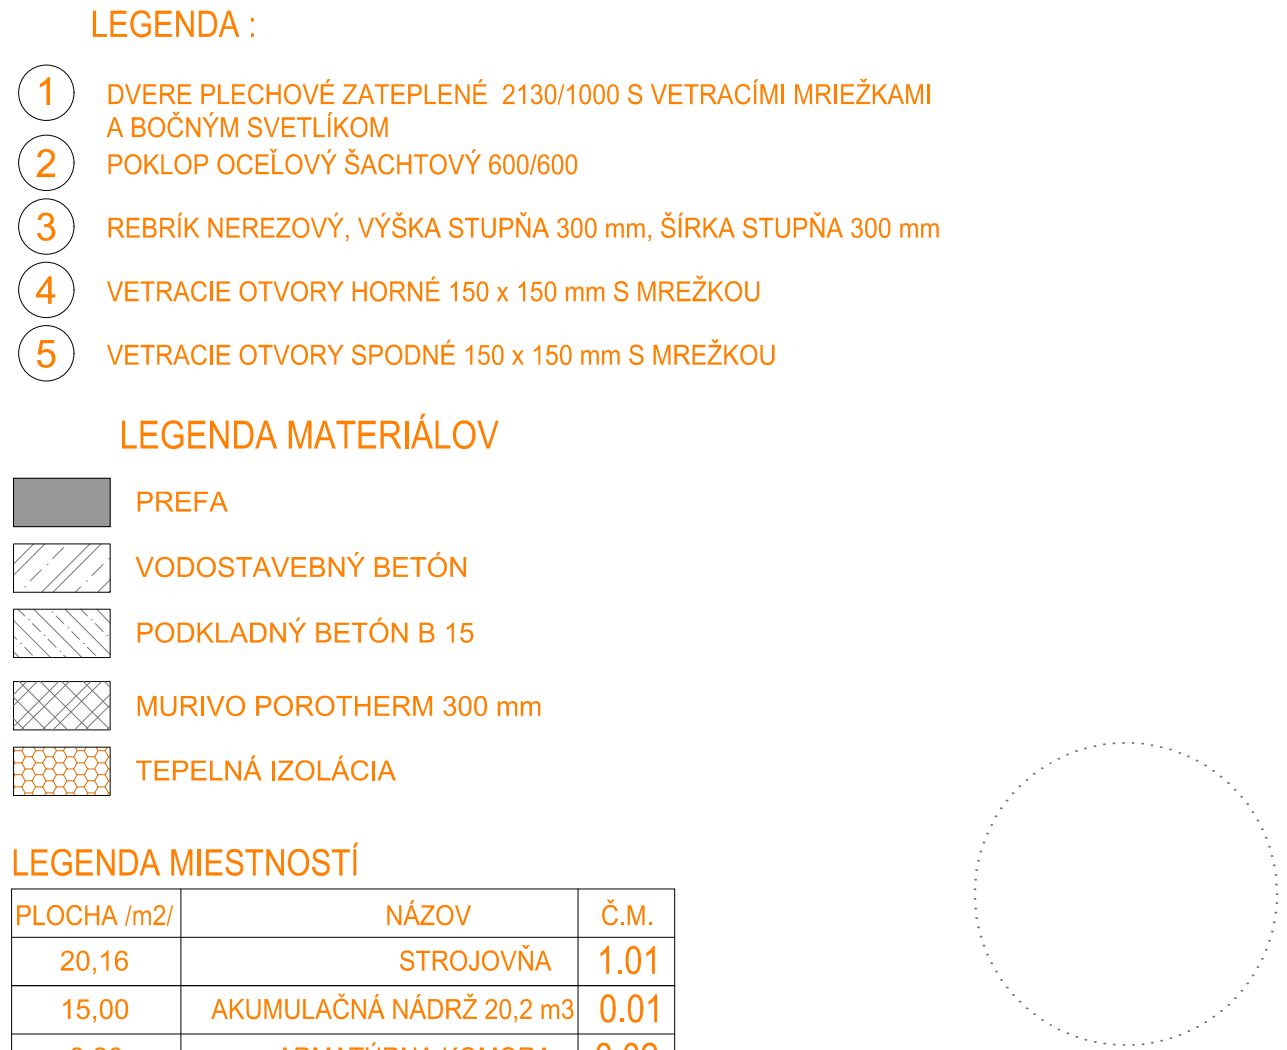 LEGENDA :
1 DVERE PLECHOVÉ ZATEPLENÉ 2130/1000 S VETRACÍMI MRIEŽKAMI
A BOČNÝM SVETLÍKOM
2 POKLOP OCEĽOVÝ ŠACHTOVÝ 600/600
3 REBRÍK NEREZOVÝ, VÝŠKA STUPŇA 300 mm, ŠÍRKA STUPŇA 300 mm
4 VETRACIE OTVORY HORNÉ 150 x 150 mm S MREŽKOU
5 VETRACIE OTVORY SPODNÉ 150 x 150 mm S MREŽKOU
LEGENDA MATERIÁLOV
PREFA
VODOSTAVEBNÝ BETÓN
PODKLADNÝ BETÓN B 15
MURIVO POROTHERM 300 mm
TEPELNÁ IZOLÁCIA
LEGENDA MIESTNOSTÍ
PLOCHA /m2/ NÁZOV Č.M.
20,16 STROJOVŇA 1.01
15,00 AKUMULAČNÁ NÁDRŽ 20,2 m3 0.01
ARMATÚRNA KOMORA 0.02